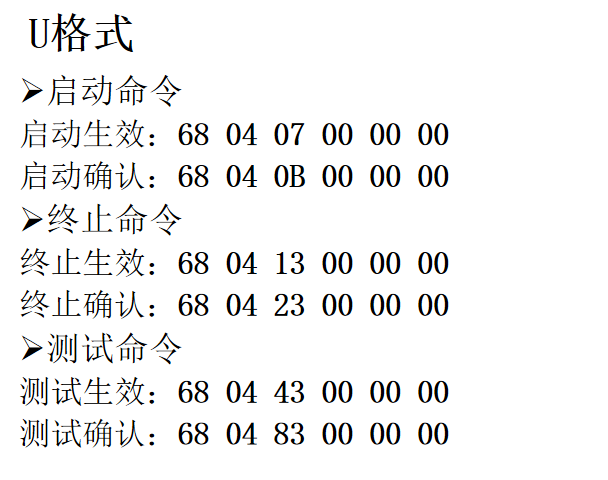 U格式
➢启动命令
启动生效：68 04 07 00 00 00
启动确认：68 04 0B 00 00 00
➢终止命令
终止生效：68 04 13 00 00 00
终止确认：68 04 23 00 00 00
➢测试命令
测试生效：68 04 43 00 00 00
测试确认：68 04 83 00 00 00